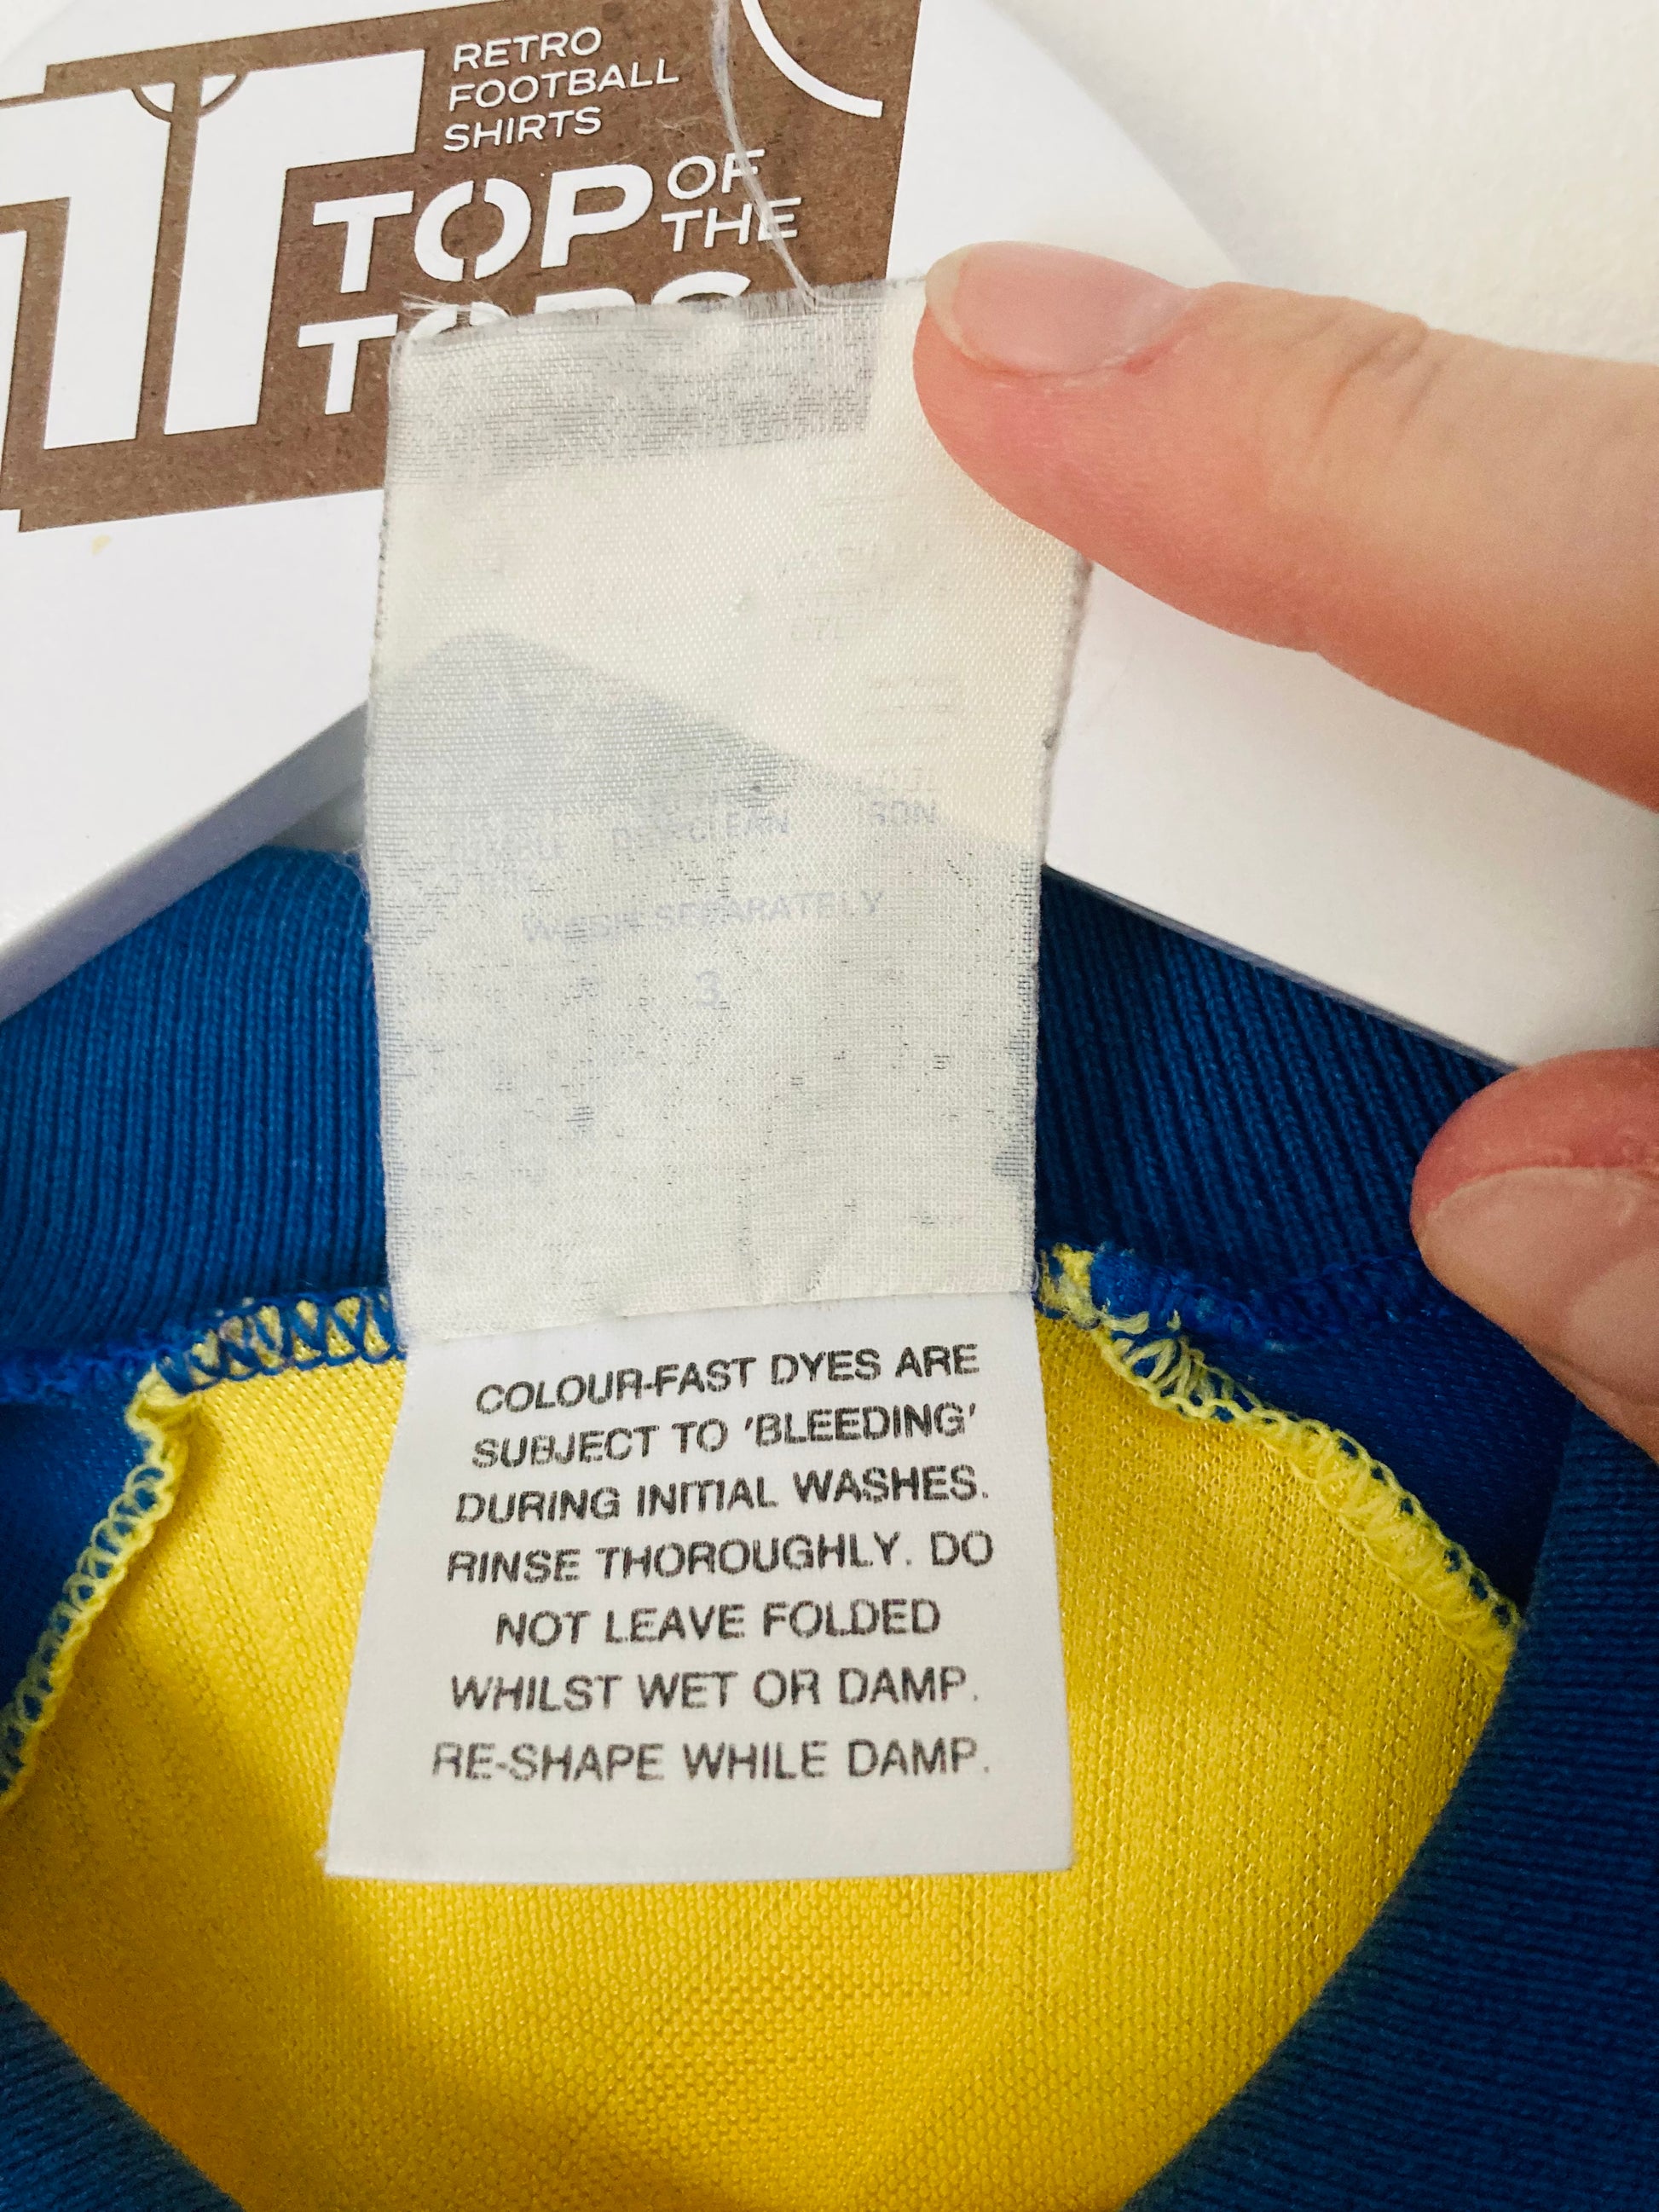 RETRO
FOOTBALL
SHIRTS
TOP OF
THE
COLOUR-FAST DYES ARE
SUBJECT TO 'BLEEDING'
DURING INITIAL WASHES.
RINSE THOROUGHLY. DO
NOT LEAVE FOLDED
WHILST WET OR DAMP.
RE-SHAPE WHILE DAMP.
CLEAN
WASH SEPARATELY
3